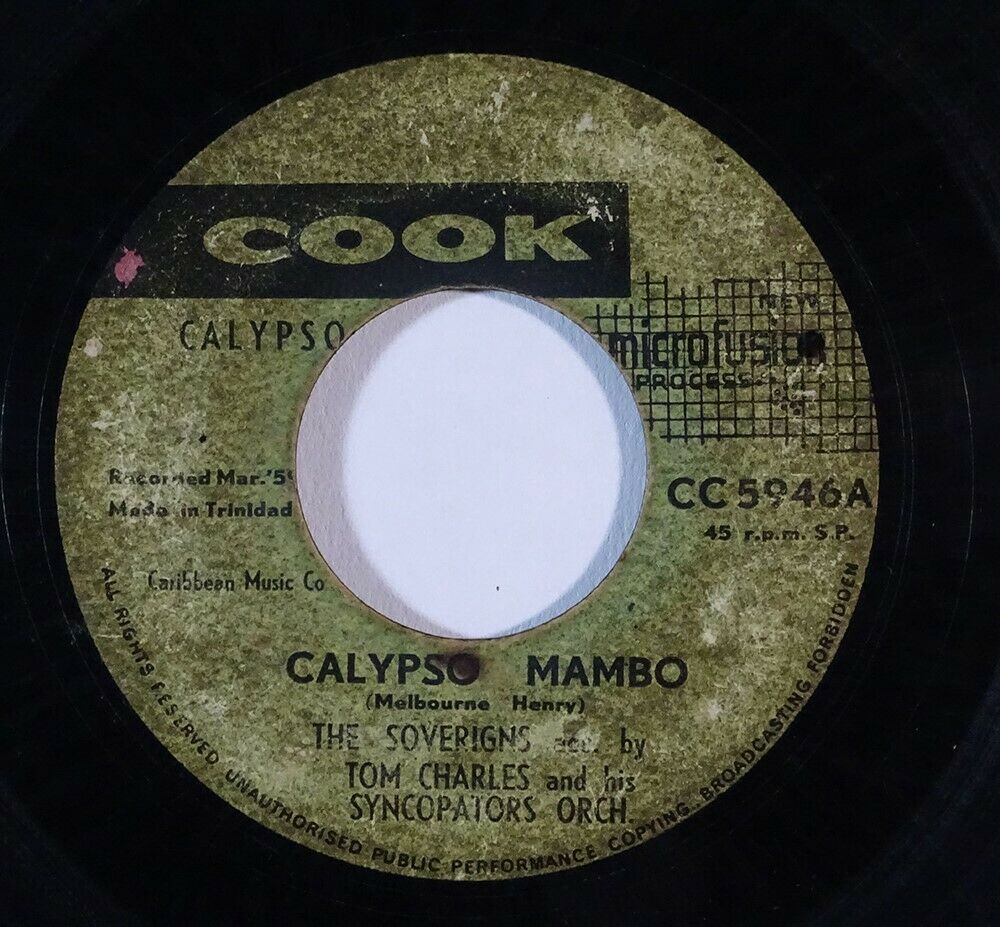 COOK
CALYPSO
NEW
microfusion
PROCESS
Recorded Mar.'5
Made in Trinidad
CC5946A
45 r.p.m. S.P.
Caribbean Music Co
CALYPSO MAMBO
(Melbourne Henry)
THE SOVERIGNS acc. by
TOM CHARLES and his
SYNCOPATORS ORCH.
ALL RIGHTS RESERVED UNAUTHORISED PUBLIC PERFORMANCE COPYING, BROADCASTING FORBIDDEN